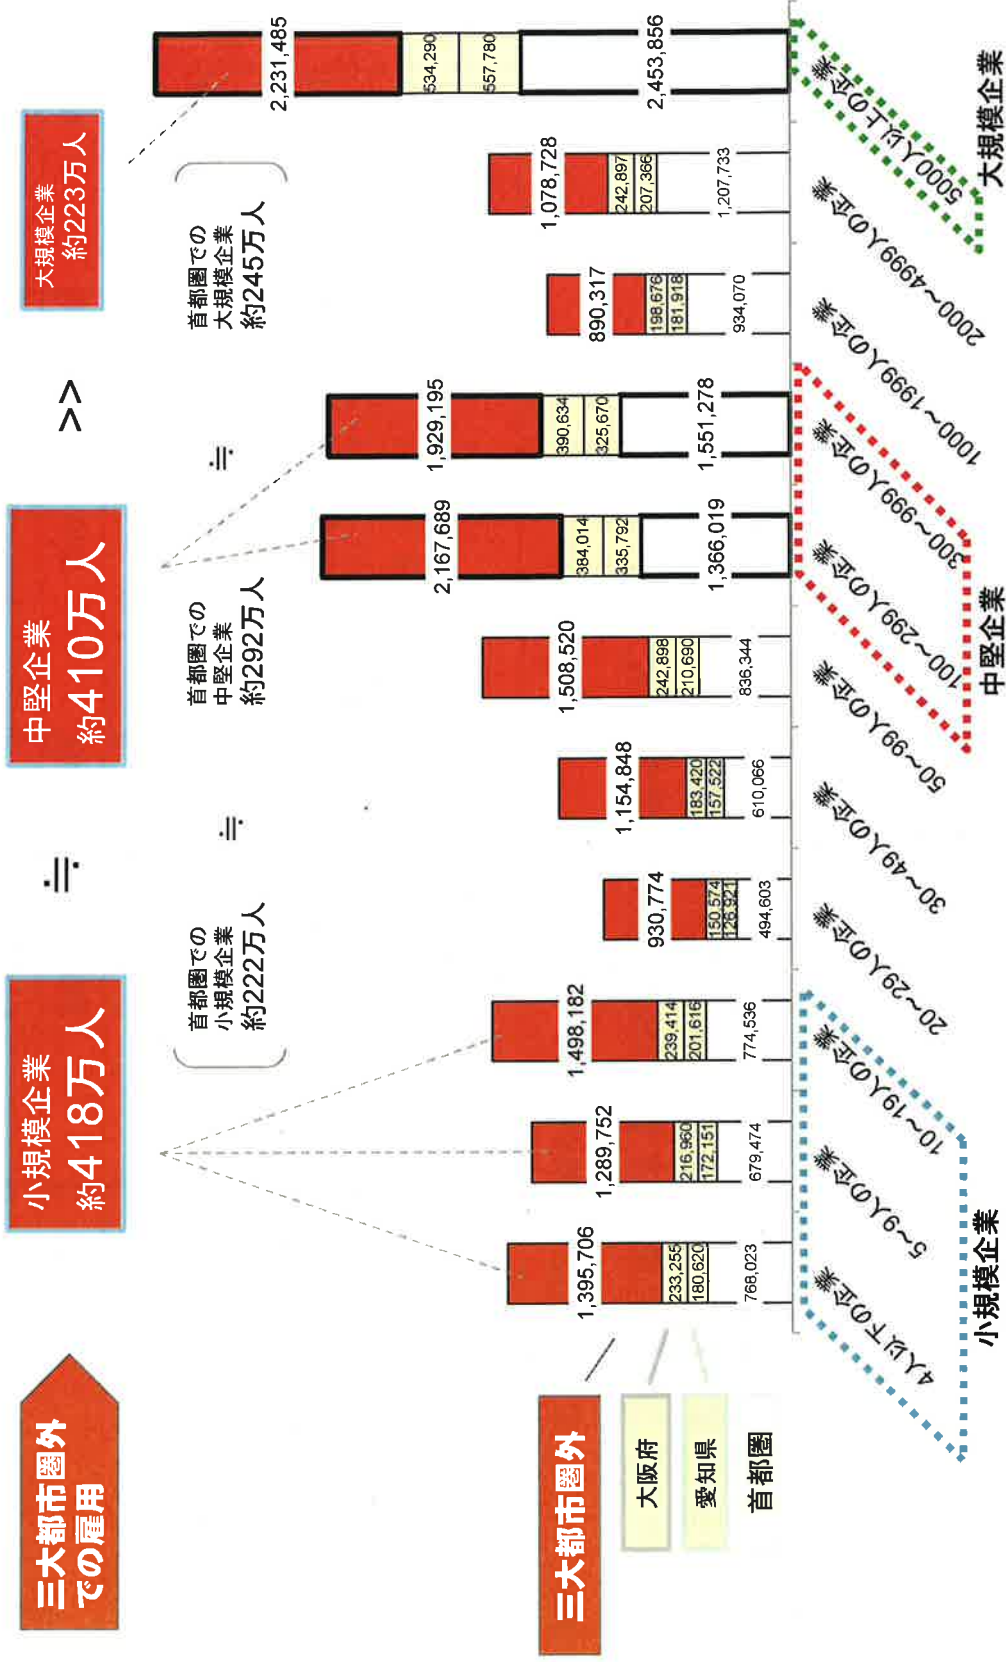 三大都市圏外
での雇用
小規模企業
約418万人
≒
中堅企業
約410万人
>>
大規模企業
約223万人
首都圏での
小規模企業
約222万人
≒
首都圏での
中堅企業
約292万人
≒
首都圏での
大規模企業
約245万人
三大都市圏外
大阪府
愛知県
首都圏
1,395,706
233,255
180,620
768,023
1,289,752
216,960
172,151
679,474
1,498,182
239,414
201,616
774,536
930,774
150,574
126,921
494,603
1,154,848
183,420
157,522
610,066
1,508,520
242,898
210,690
836,344
2,167,689
384,014
335,792
1,366,019
1,929,195
390,634
325,670
1,551,278
890,317
198,676
181,918
934,070
1,078,728
242,897
207,366
1,207,733
2,231,485
534,290
557,780
2,453,856
4人以下の企業
5~9人の企業
10~19人の企業
20~29人の企業
30~49人の企業
50~99人の企業
100~299人の企業
300~999人の企業
1000~1999人の企業
2000~4999人の企業
5000人以上の企業
小規模企業
中堅企業
大規模企業